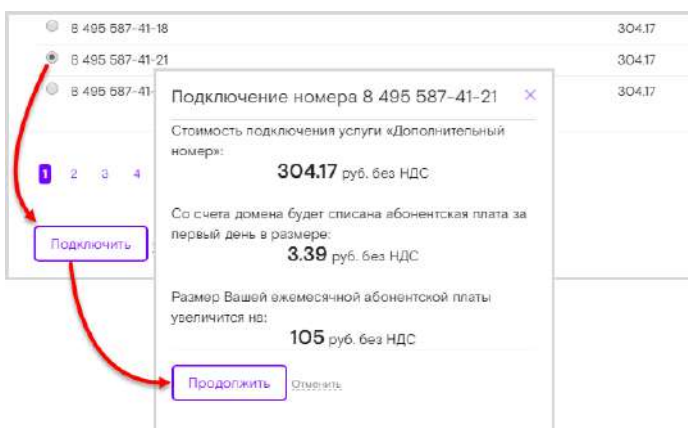 8 495 587-41-18 304.17
8 495 587-41-21 304.17
8 495 587-41- 304.17
Подключение номера 8 495 587-41-21 ×
Стоимость подключения услуги «Дополнительный
номер»:
304.17 руб. без НДС
1 2 3 4
Со счета домена будет списана абонентская плата за
первый день в размере:
3.39 руб. без НДС
Подключить
Размер Вашей ежемесячной абонентской платы
увеличится на:
105 руб. без НДС
Продолжить Отменить